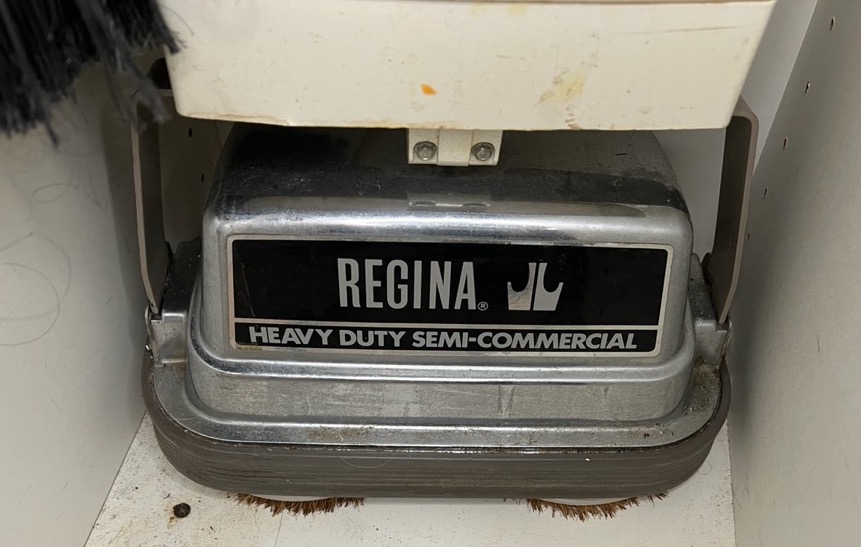 REGINA®
HEAVY DUTY SEMI-COMMERCIAL